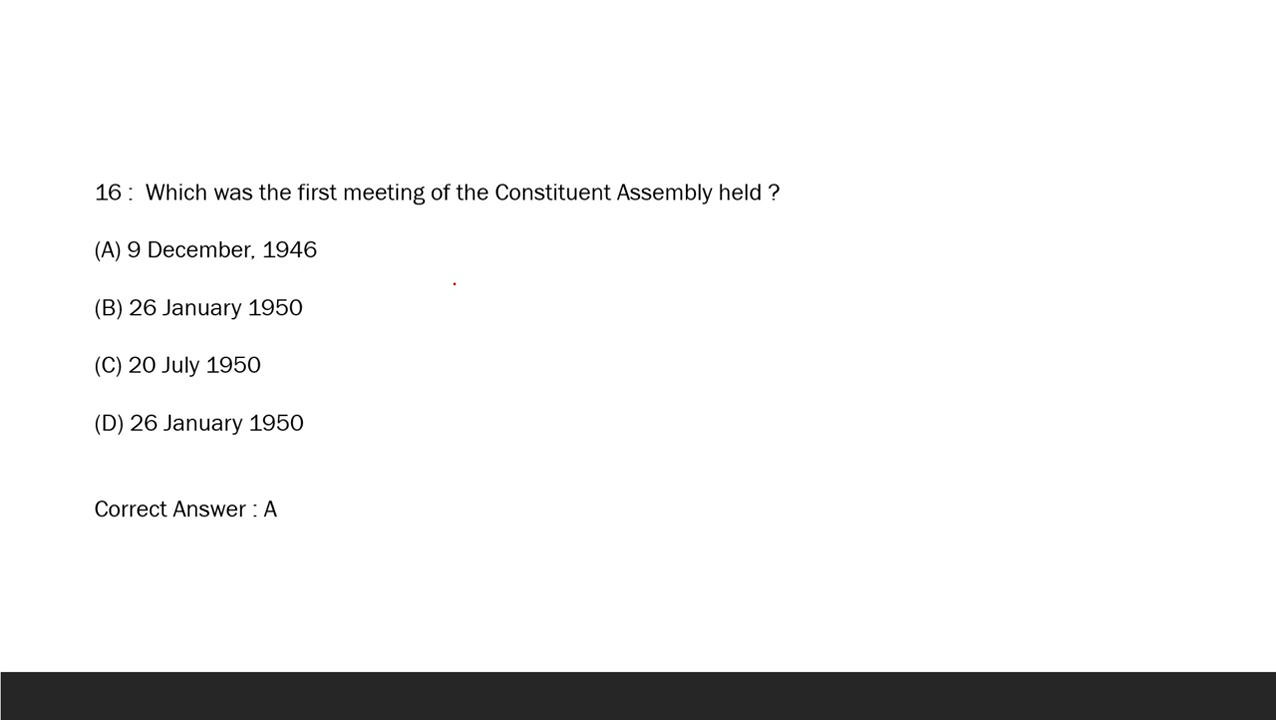 16 :  Which was the first meeting of the Constituent Assembly held ?
(A) 9 December, 1946
(B) 26 January 1950
(C) 20 July 1950
(D) 26 January 1950
Correct Answer : A